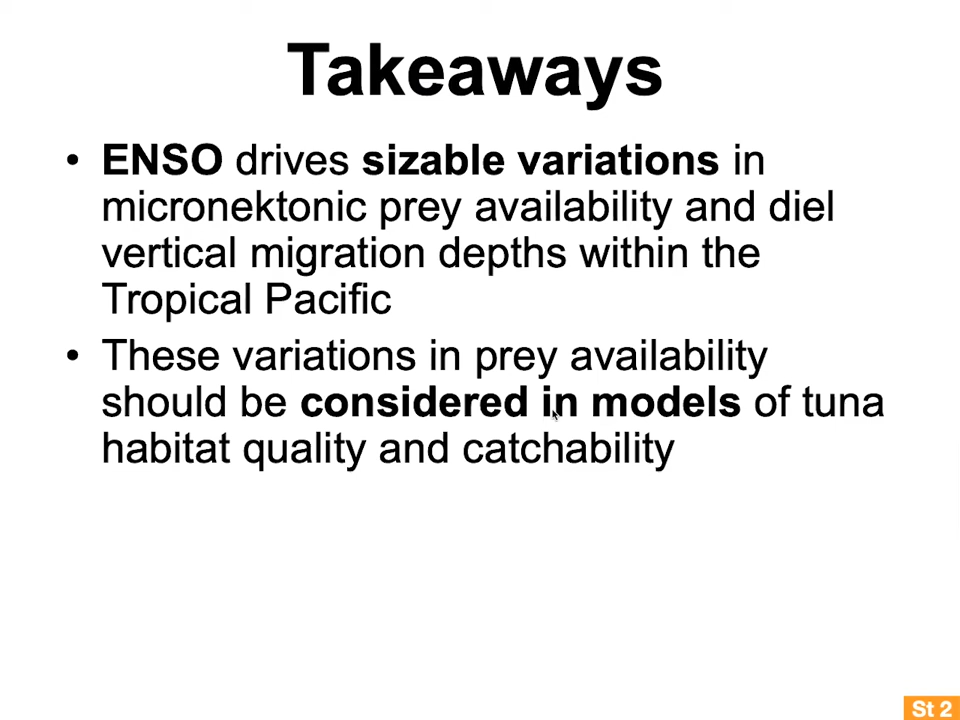 Takeaways
• ENSO drives sizable variations in
micronektonic prey availability and diel
vertical migration depths within the
Tropical Pacific
• These variations in prey availability
should be considered in models of tuna
habitat quality and catchability
St 2